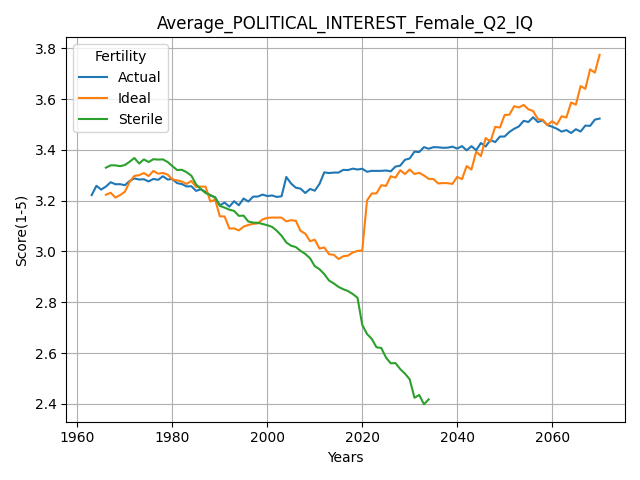 Average_POLITICAL_INTEREST_Female_Q2_IQ
Fertility
Actual
Ideal
Sterile
Score(1-5)
3.8
3.6
3.4
3.2
3.0
2.8
2.6
2.4
1960 1980 2000 2020 2040 2060
Years